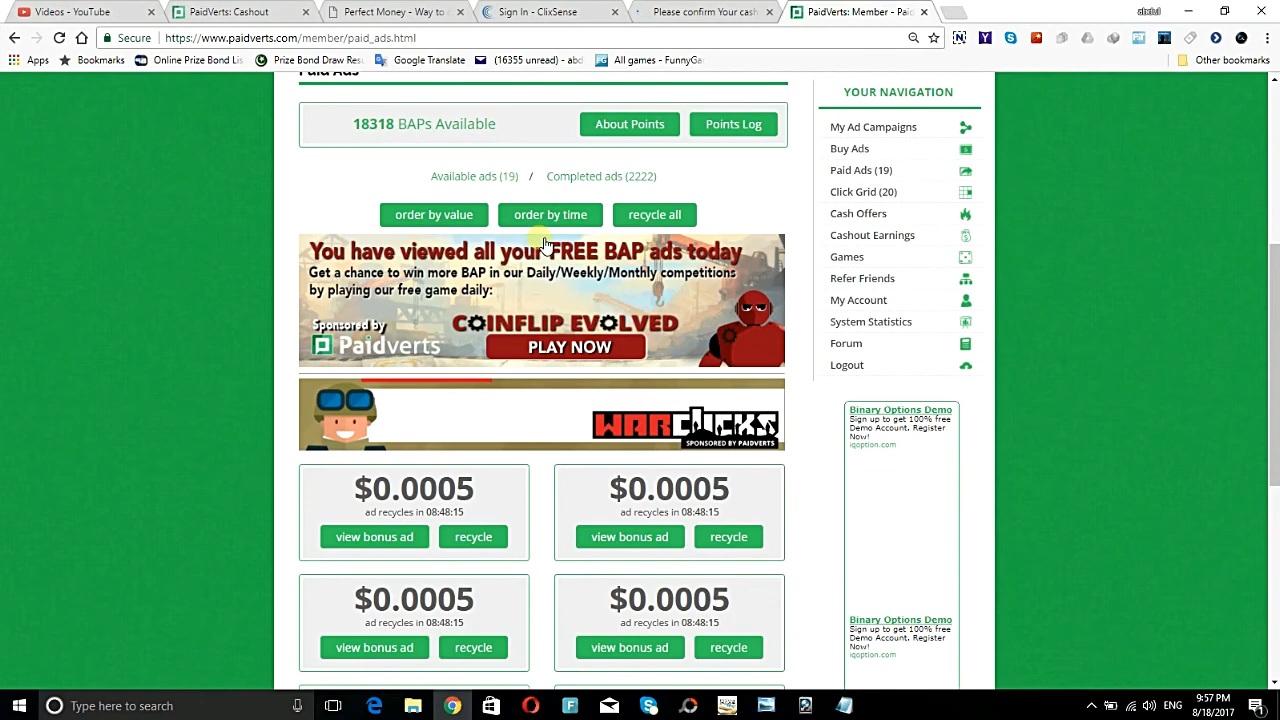 Videos - YouTube
PaidVerts: Cashout
Perfect Money - Way to
Sign In - ClixSense
Please confirm Your cash
PaidVerts: Member - Pai
Secure
https://www.paidverts.com/member/paid_ads.html
Apps
Bookmarks
Online Prize Bond Lis
Prize Bond Draw Res
Google Translate
(16355 unread) - abd
All games - FunnyGa
Other bookmarks
Paid Ads
18318 BAPs Available
About Points
Points Log
Available ads (19) / Completed ads (2222)
order by value
order by time
recycle all
You have viewed all your FREE BAP ads today
Get a chance to win more BAP in our Daily/Weekly/Monthly competitions
by playing our free game daily:
Sponsored by
Paidverts
COINFLIP EVOLVED
PLAY NOW
WARCLICKS
SPONSORED BY PAIDVERTS
$0.0005
ad recycles in 08:48:15
view bonus ad
recycle
$0.0005
ad recycles in 08:48:15
view bonus ad
recycle
$0.0005
ad recycles in 08:48:15
view bonus ad
recycle
$0.0005
ad recycles in 08:48:15
view bonus ad
recycle
YOUR NAVIGATION
My Ad Campaigns
Buy Ads
Paid Ads (19)
Click Grid (20)
Cash Offers
Cashout Earnings
Games
Refer Friends
My Account
System Statistics
Forum
Logout
Binary Options Demo
Sign up to get 100% free
Demo Account. Register
Now!
iqoption.com
Binary Options Demo
Sign up to get 100% free
Demo Account. Register
Now!
iqoption.com
Type here to search
ENG
9:57 PM
8/18/2017